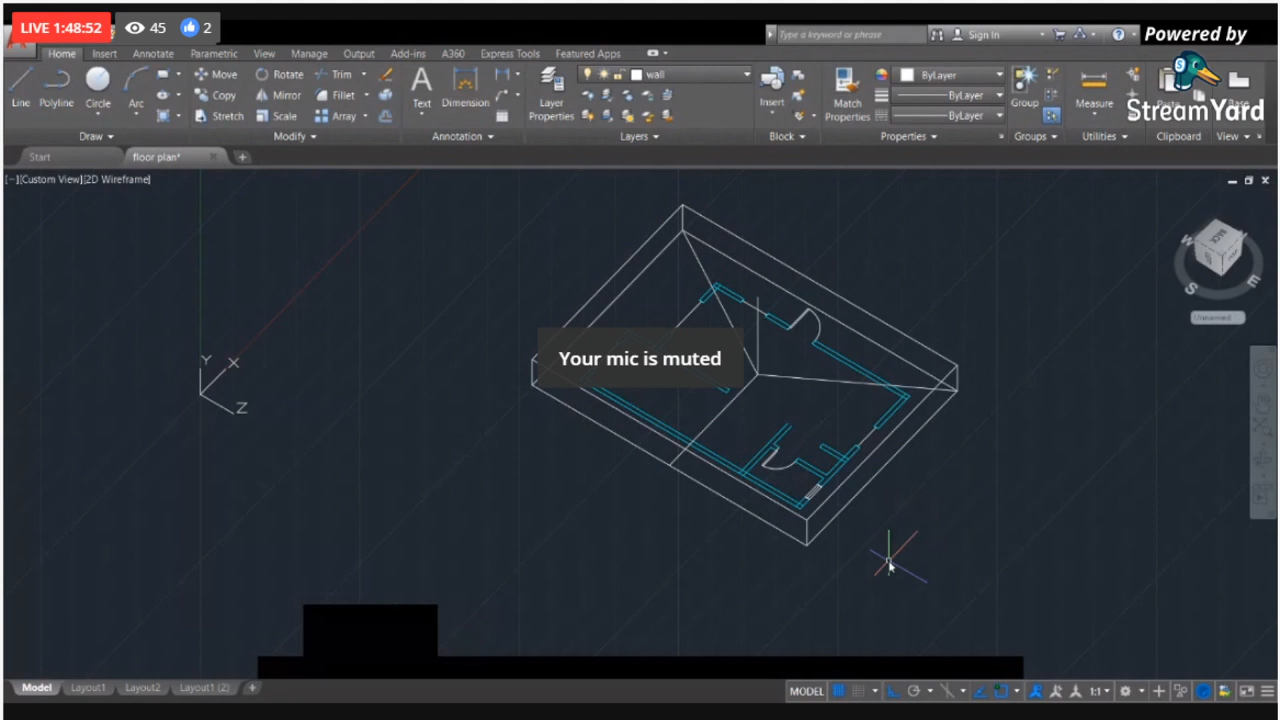 LIVE 1:48:52 45 2
Type a keyword or phrase Sign In
Powered by
StreamYard
Home Insert Annotate Parametric View Manage Output Add-ins A360 Express Tools Featured Apps
Line Polyline Circle Arc
Move Rotate Trim
Copy Mirror Fillet
Stretch Scale Array
Text Dimension
Layer Properties
wall
Insert
Match Properties
ByLayer
ByLayer
ByLayer
Group
Measure
Draw Modify Annotation Layers Block Properties Groups Utilities Clipboard View
Start floor plan*
[−][Custom View][2D Wireframe]
BACK
W
S
E
Unnamed
Your mic is muted
Y X
Z
Model Layout1 Layout2 Layout1 (2)
MODEL 1:1